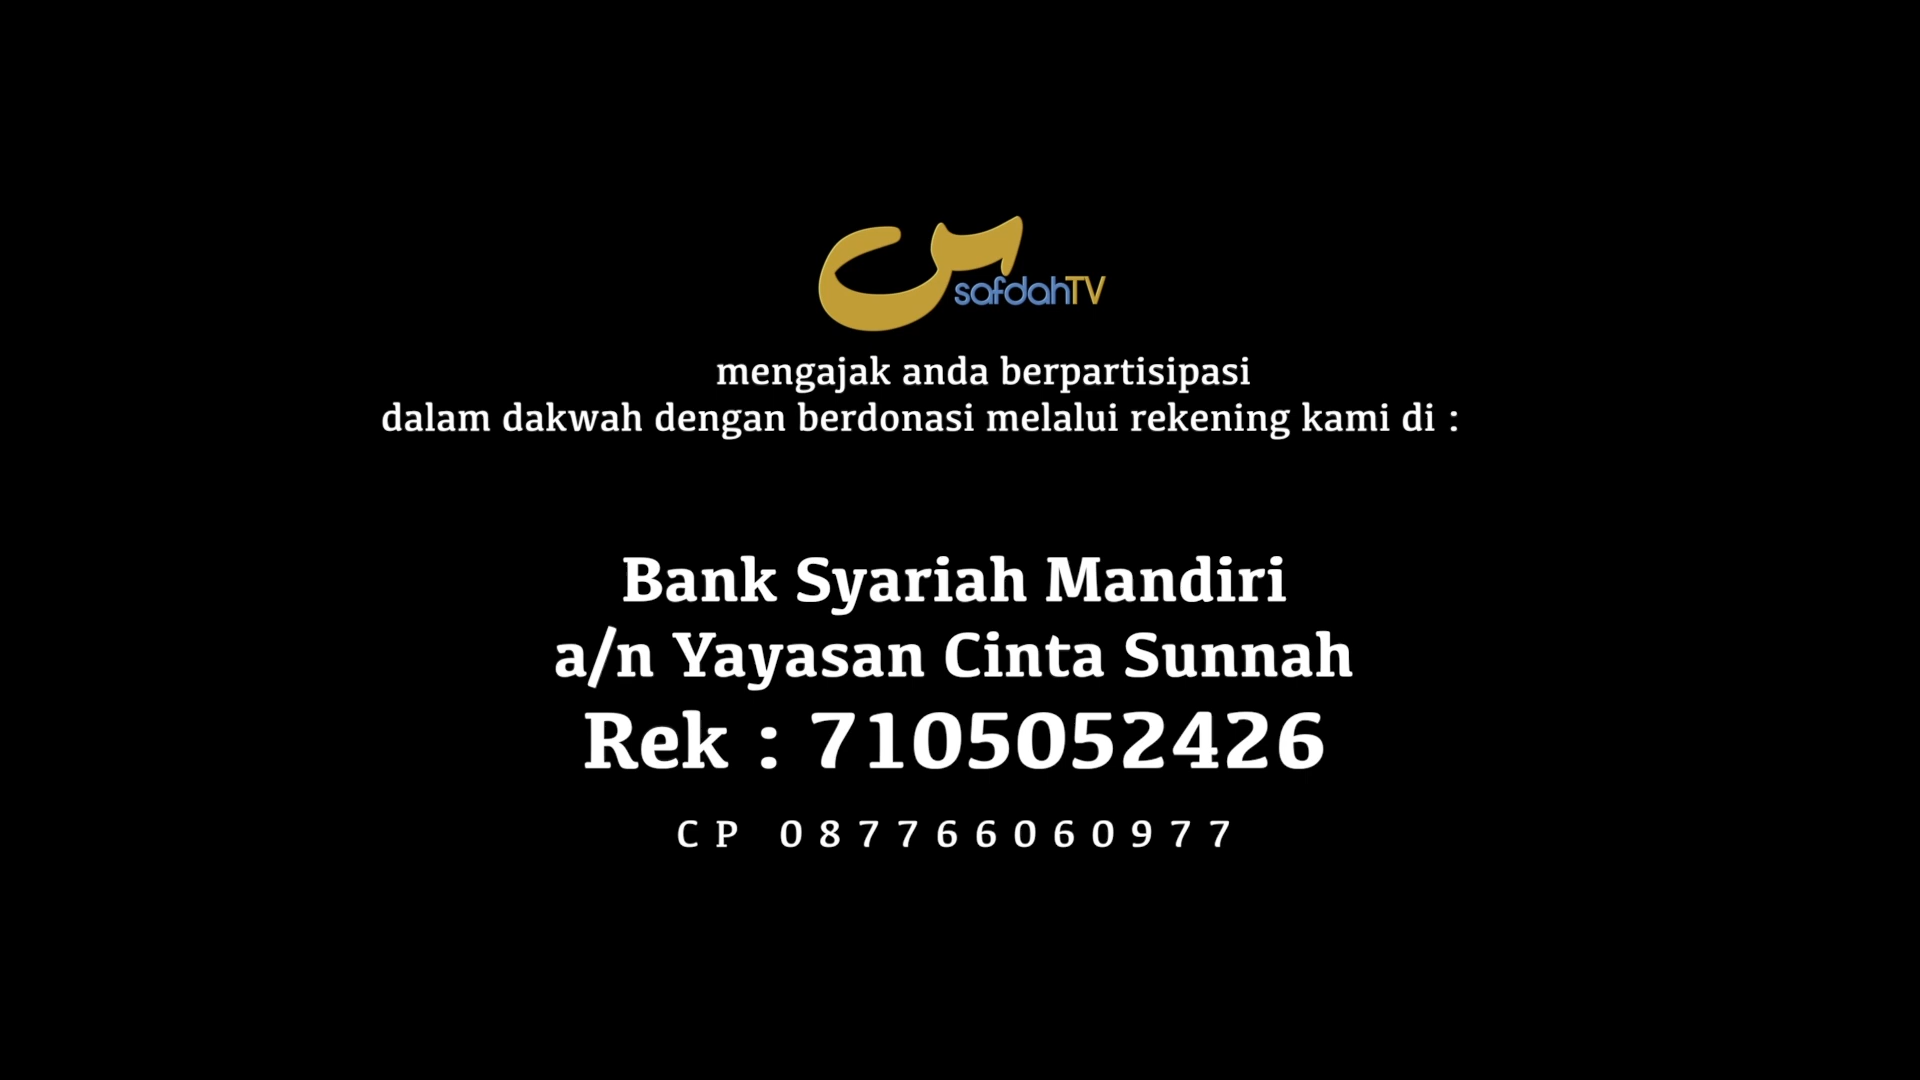 safdahTV
mengajak anda berpartisipasi
dalam dakwah dengan berdonasi melalui rekening kami di :
Bank Syariah Mandiri
a/n Yayasan Cinta Sunnah
Rek : 7105052426
CP 087766060977